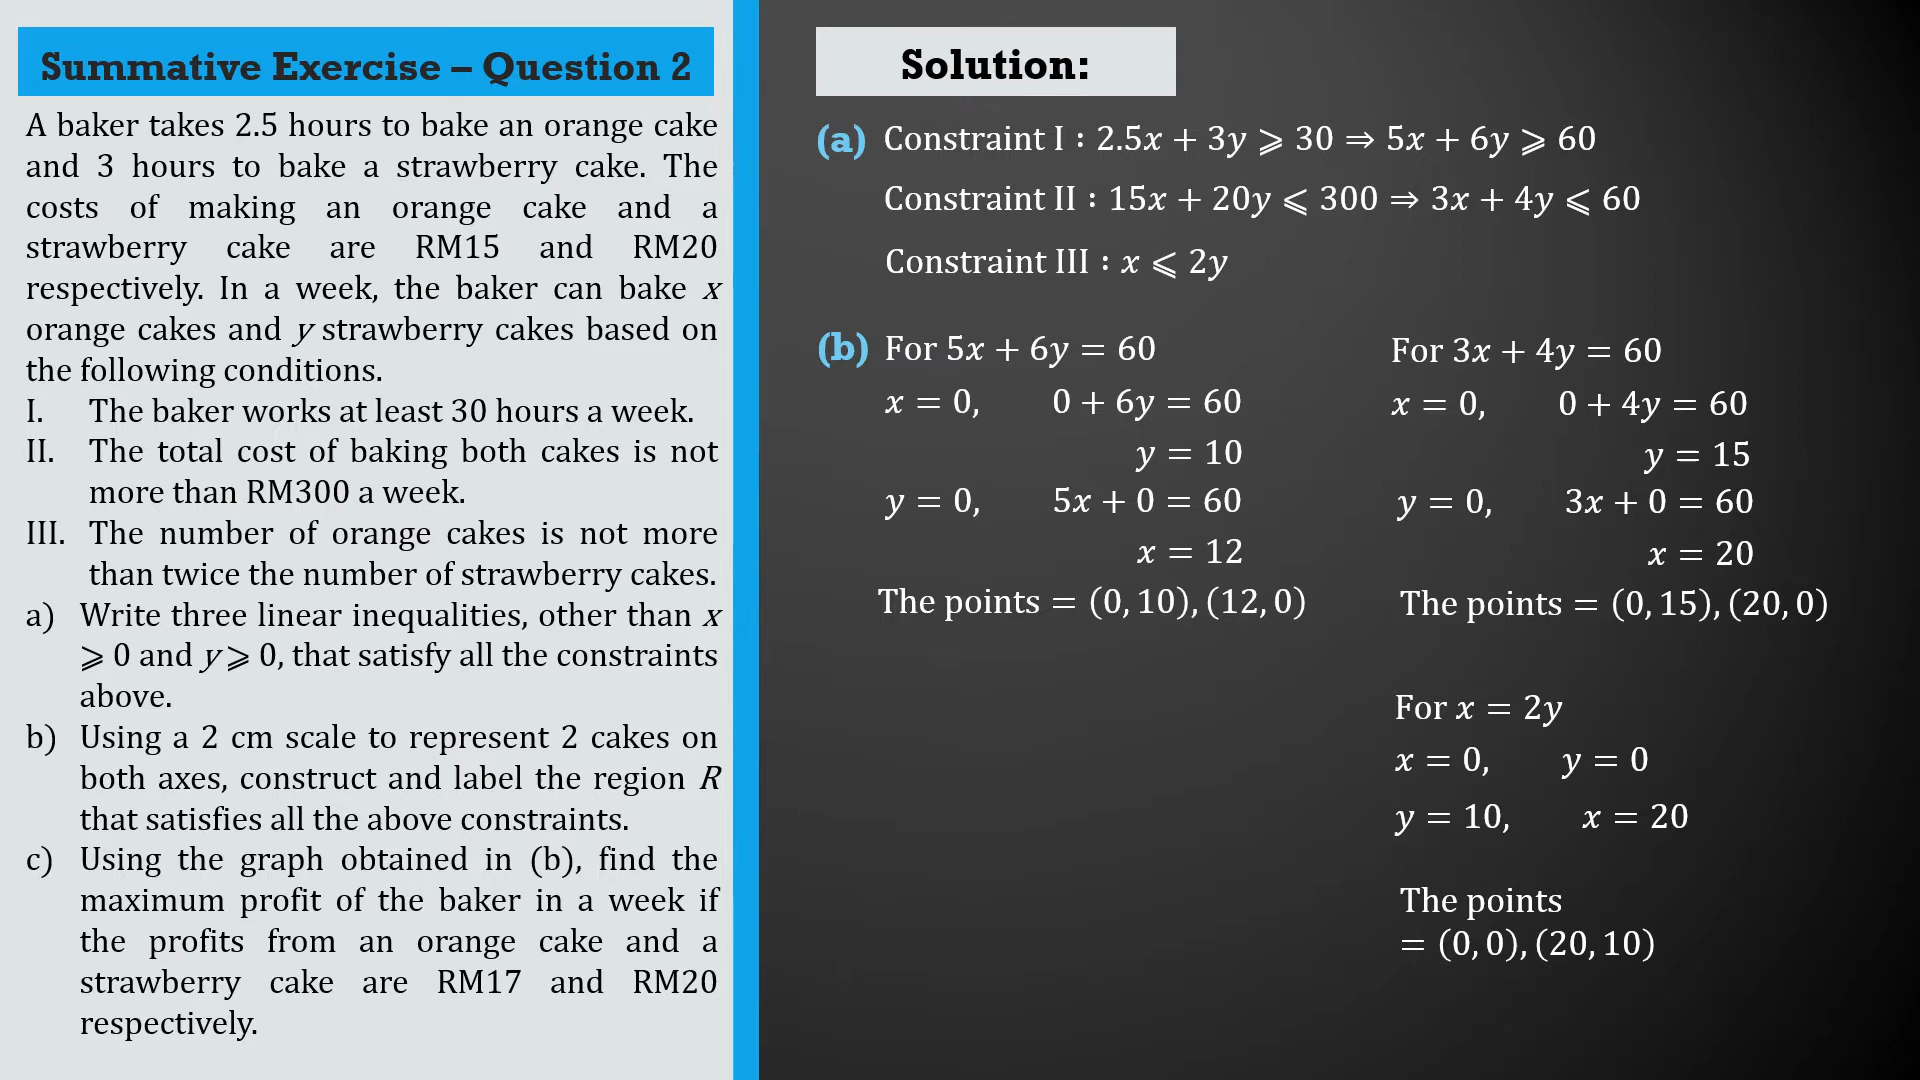 Summative Exercise – Question 2
A baker takes 2.5 hours to bake an orange cake
and 3 hours to bake a strawberry cake. The
costs of making an orange cake and a
strawberry cake are RM15 and RM20
respectively. In a week, the baker can bake x
orange cakes and y strawberry cakes based on
the following conditions.
I. The baker works at least 30 hours a week.
II. The total cost of baking both cakes is not
more than RM300 a week.
III. The number of orange cakes is not more
than twice the number of strawberry cakes.
a) Write three linear inequalities, other than x
⩾ 0 and y ⩾ 0, that satisfy all the constraints
above.
b) Using a 2 cm scale to represent 2 cakes on
both axes, construct and label the region R
that satisfies all the above constraints.
c) Using the graph obtained in (b), find the
maximum profit of the baker in a week if
the profits from an orange cake and a
strawberry cake are RM17 and RM20
respectively.
Solution:
(a) Constraint I : 2.5x + 3y ⩾ 30 ⇒ 5x + 6y ⩾ 60
Constraint II : 15x + 20y ⩽ 300 ⇒ 3x + 4y ⩽ 60
Constraint III : x ⩽ 2y
(b) For 5x + 6y = 60
x = 0, 0 + 6y = 60
y = 10
y = 0, 5x + 0 = 60
x = 12
The points = (0, 10), (12, 0)
For 3x + 4y = 60
x = 0, 0 + 4y = 60
y = 15
y = 0, 3x + 0 = 60
x = 20
The points = (0, 15), (20, 0)
For x = 2y
x = 0, y = 0
y = 10, x = 20
The points
= (0, 0), (20, 10)